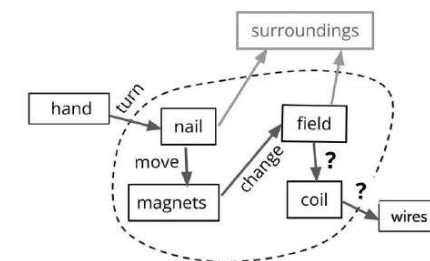 surroundings
hand
turn
nail
field
move
change
?
?
magnets
coil
wires